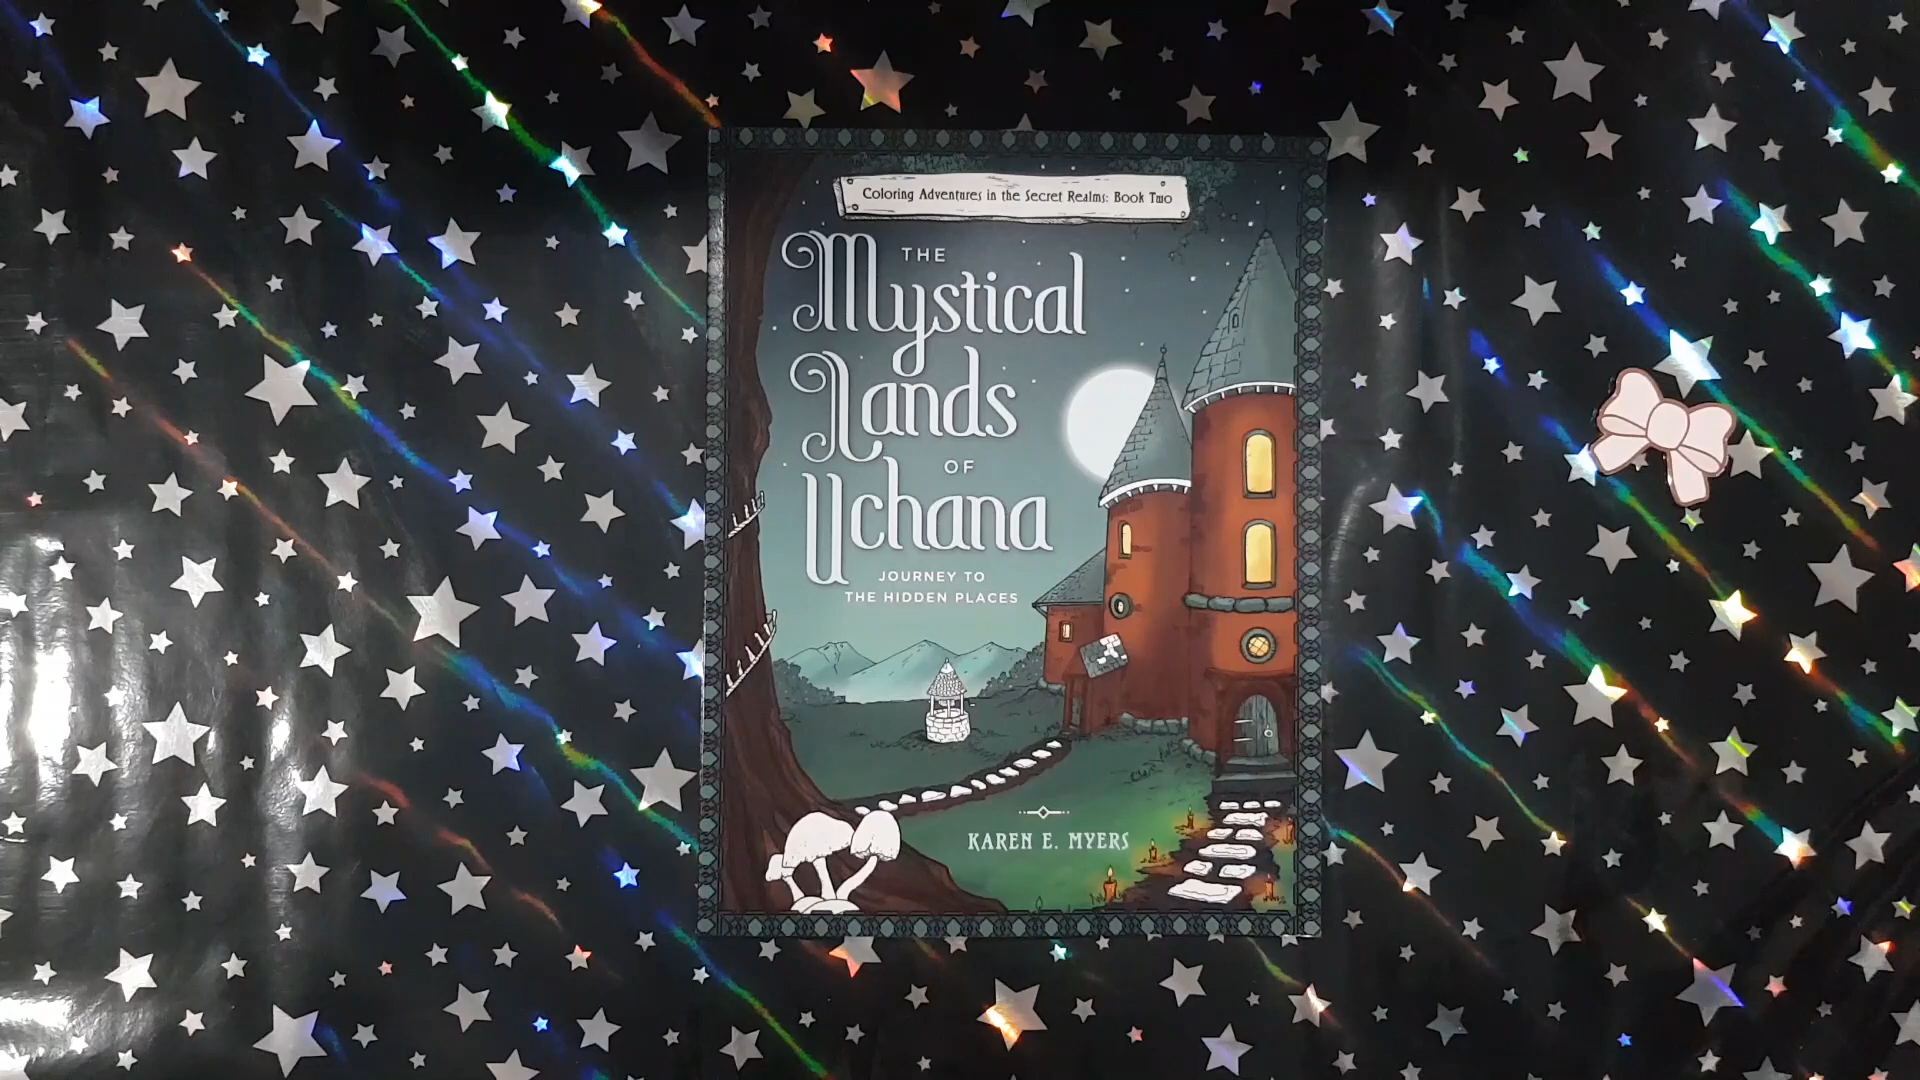 Coloring Adventures in the Secret Realms: Book Two
THE
Mystical
Lands
OF
Uchana
JOURNEY TO
THE HIDDEN PLACES
KAREN E. MYERS